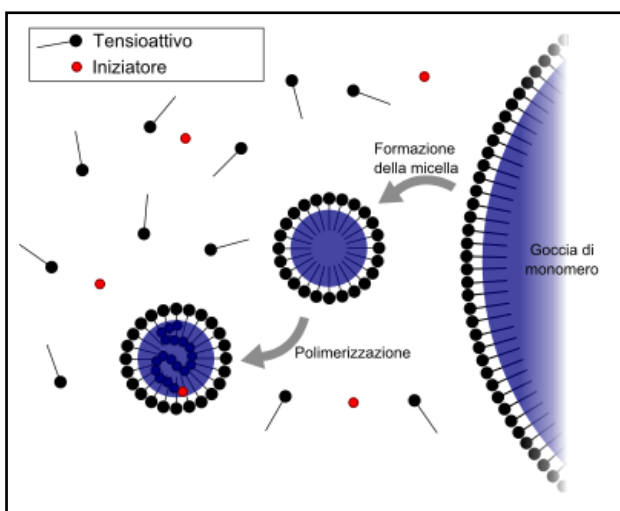 Tensioattivo
Iniziatore
Formazione
della micella
Goccia di
monomero
Polimerizzazione